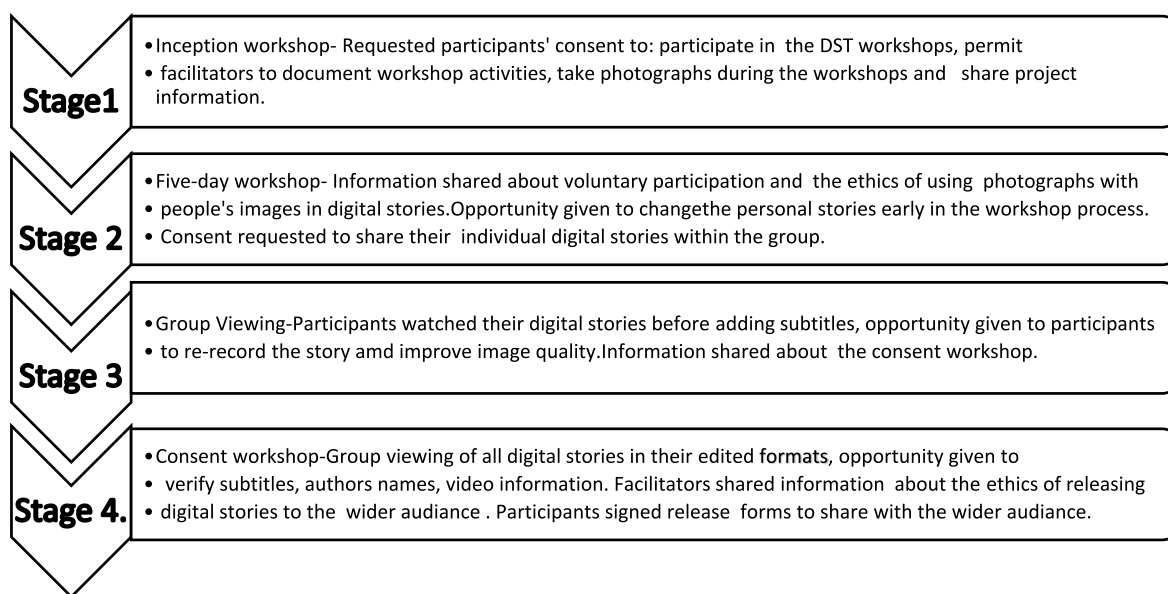 Stage1
•Inception workshop- Requested participants' consent to: participate in the DST workshops, permit
• facilitators to document workshop activities, take photographs during the workshops and share project
information.
Stage 2
•Five-day workshop- Information shared about voluntary participation and the ethics of using photographs with
• people's images in digital stories.Opportunity given to changethe personal stories early in the workshop process.
• Consent requested to share their individual digital stories within the group.
Stage 3
•Group Viewing-Participants watched their digital stories before adding subtitles, opportunity given to participants
• to re-record the story amd improve image quality.Information shared about the consent workshop.
Stage 4.
•Consent workshop-Group viewing of all digital stories in their edited formats, opportunity given to
• verify subtitles, authors names, video information. Facilitators shared information about the ethics of releasing
• digital stories to the wider audiance . Participants signed release forms to share with the wider audiance.